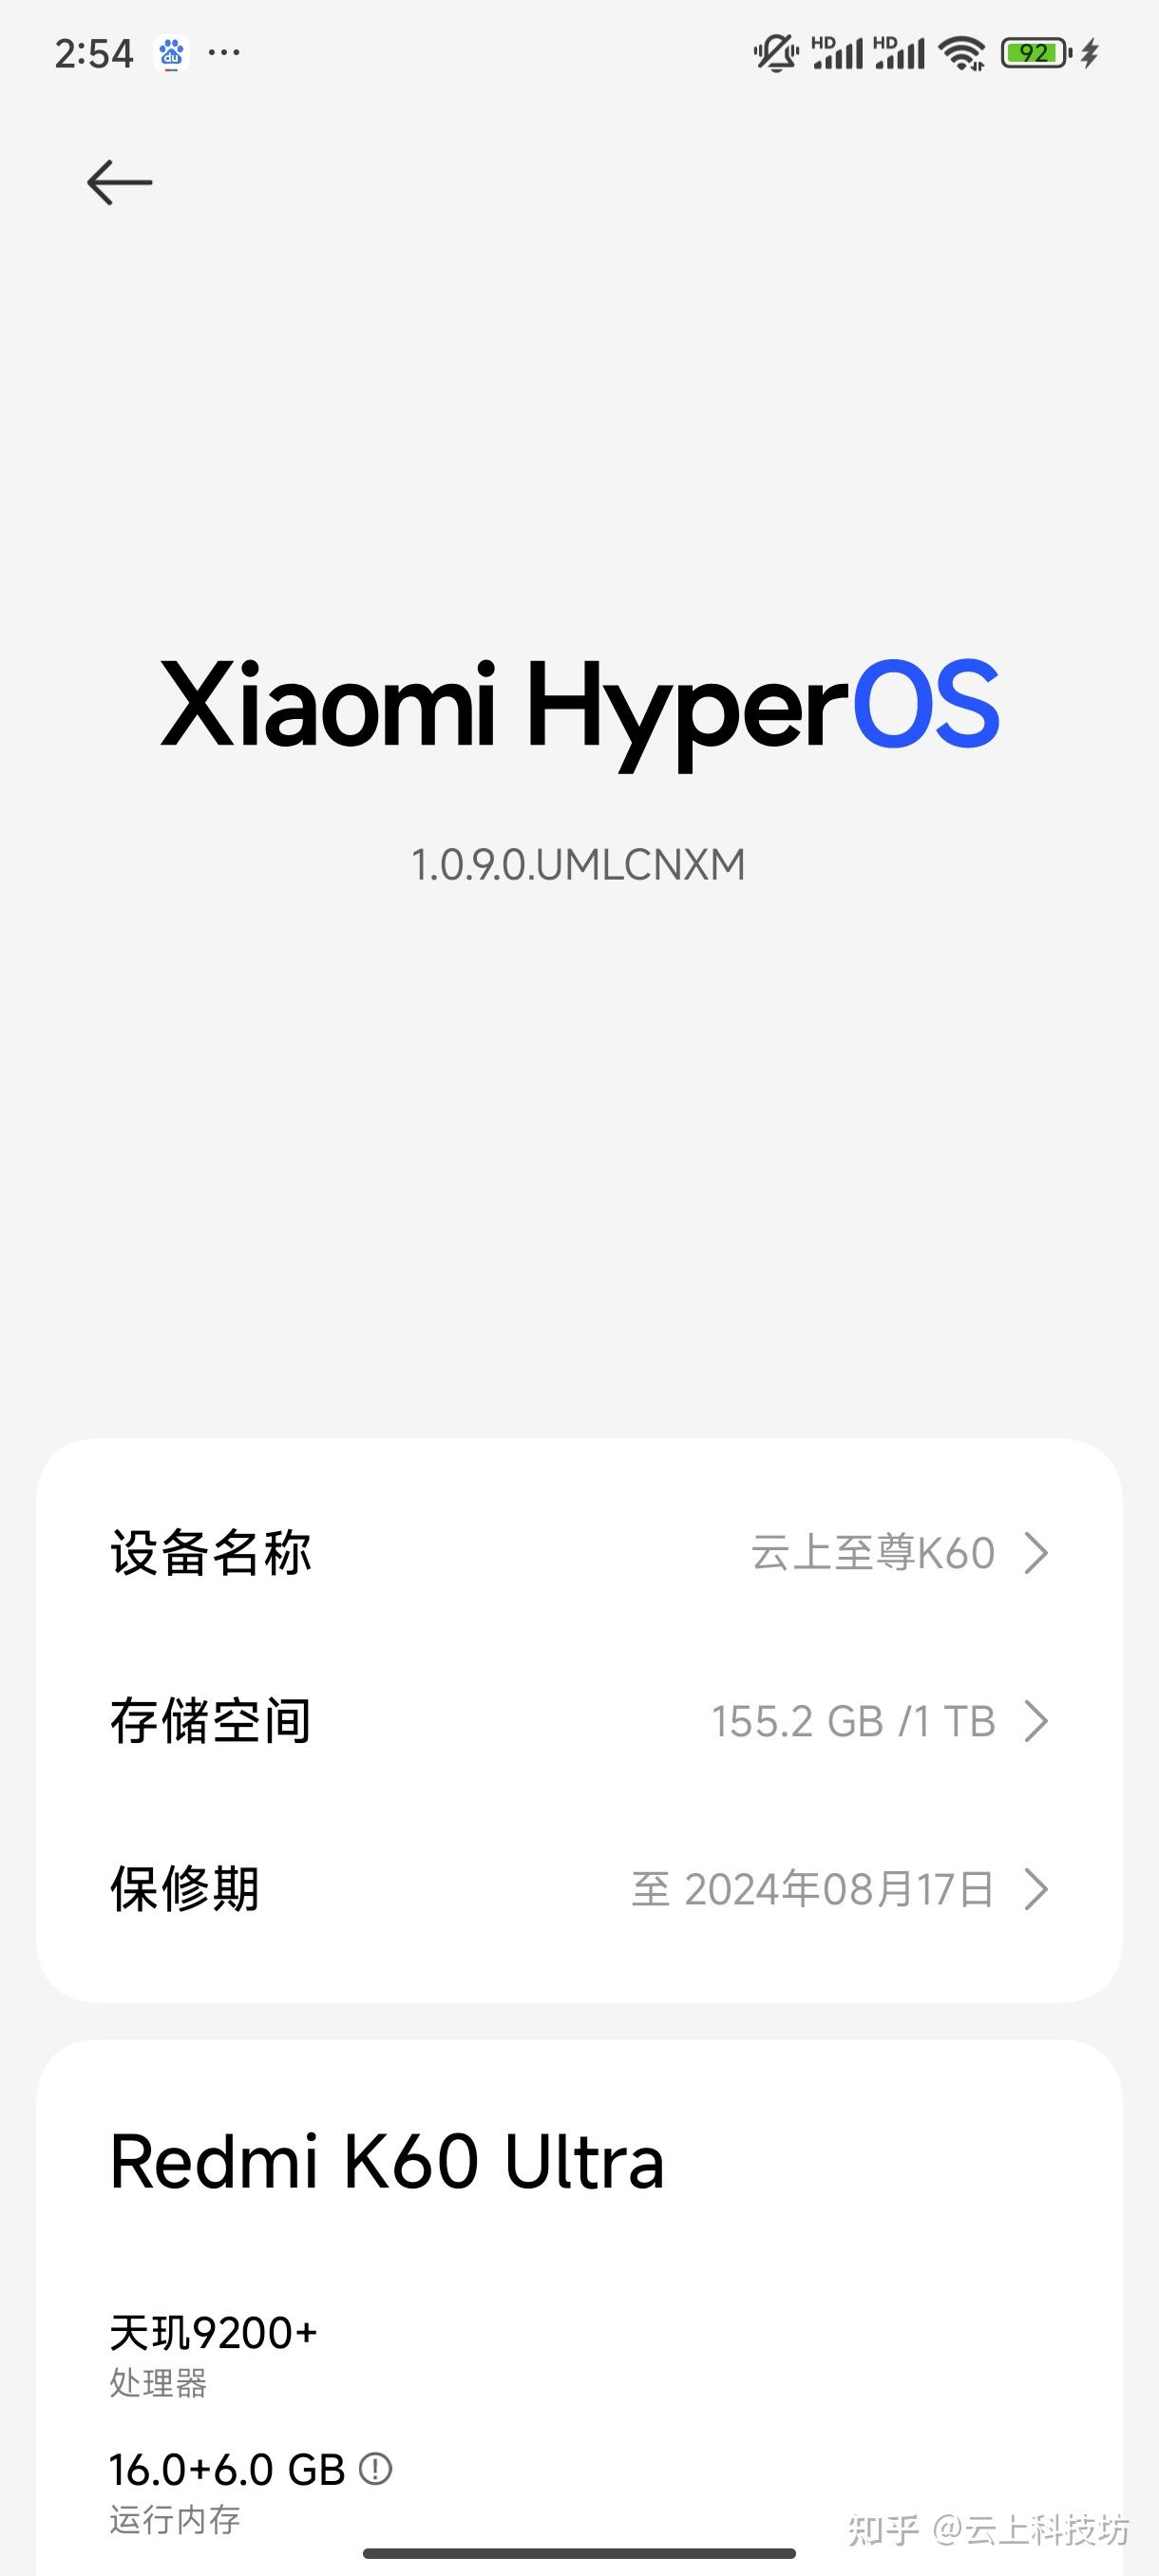 2:54 du ... HD HD 92
Xiaomi HyperOS
1.0.9.0.UMLCNXM
设备名称 云上至尊K60
存储空间 155.2 GB /1 TB
保修期 至 2024年08月17日
Redmi K60 Ultra
天玑9200+
处理器
16.0+6.0 GB
运行内存
知乎 @云上科技坊